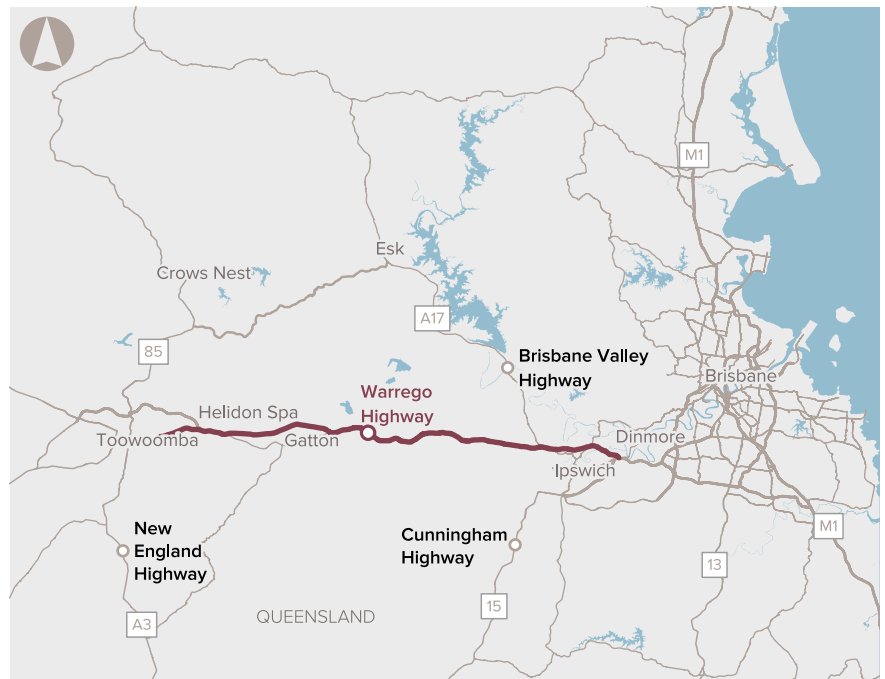 M1
Esk
Crows Nest
A17
85
Brisbane Valley
Highway
Brisbane
Warrego
Highway
Helidon Spa
Toowoomba
Gatton
Dinmore
Ipswich
New
England
Highway
Cunningham
Highway
M1
13
15
A3
QUEENSLAND